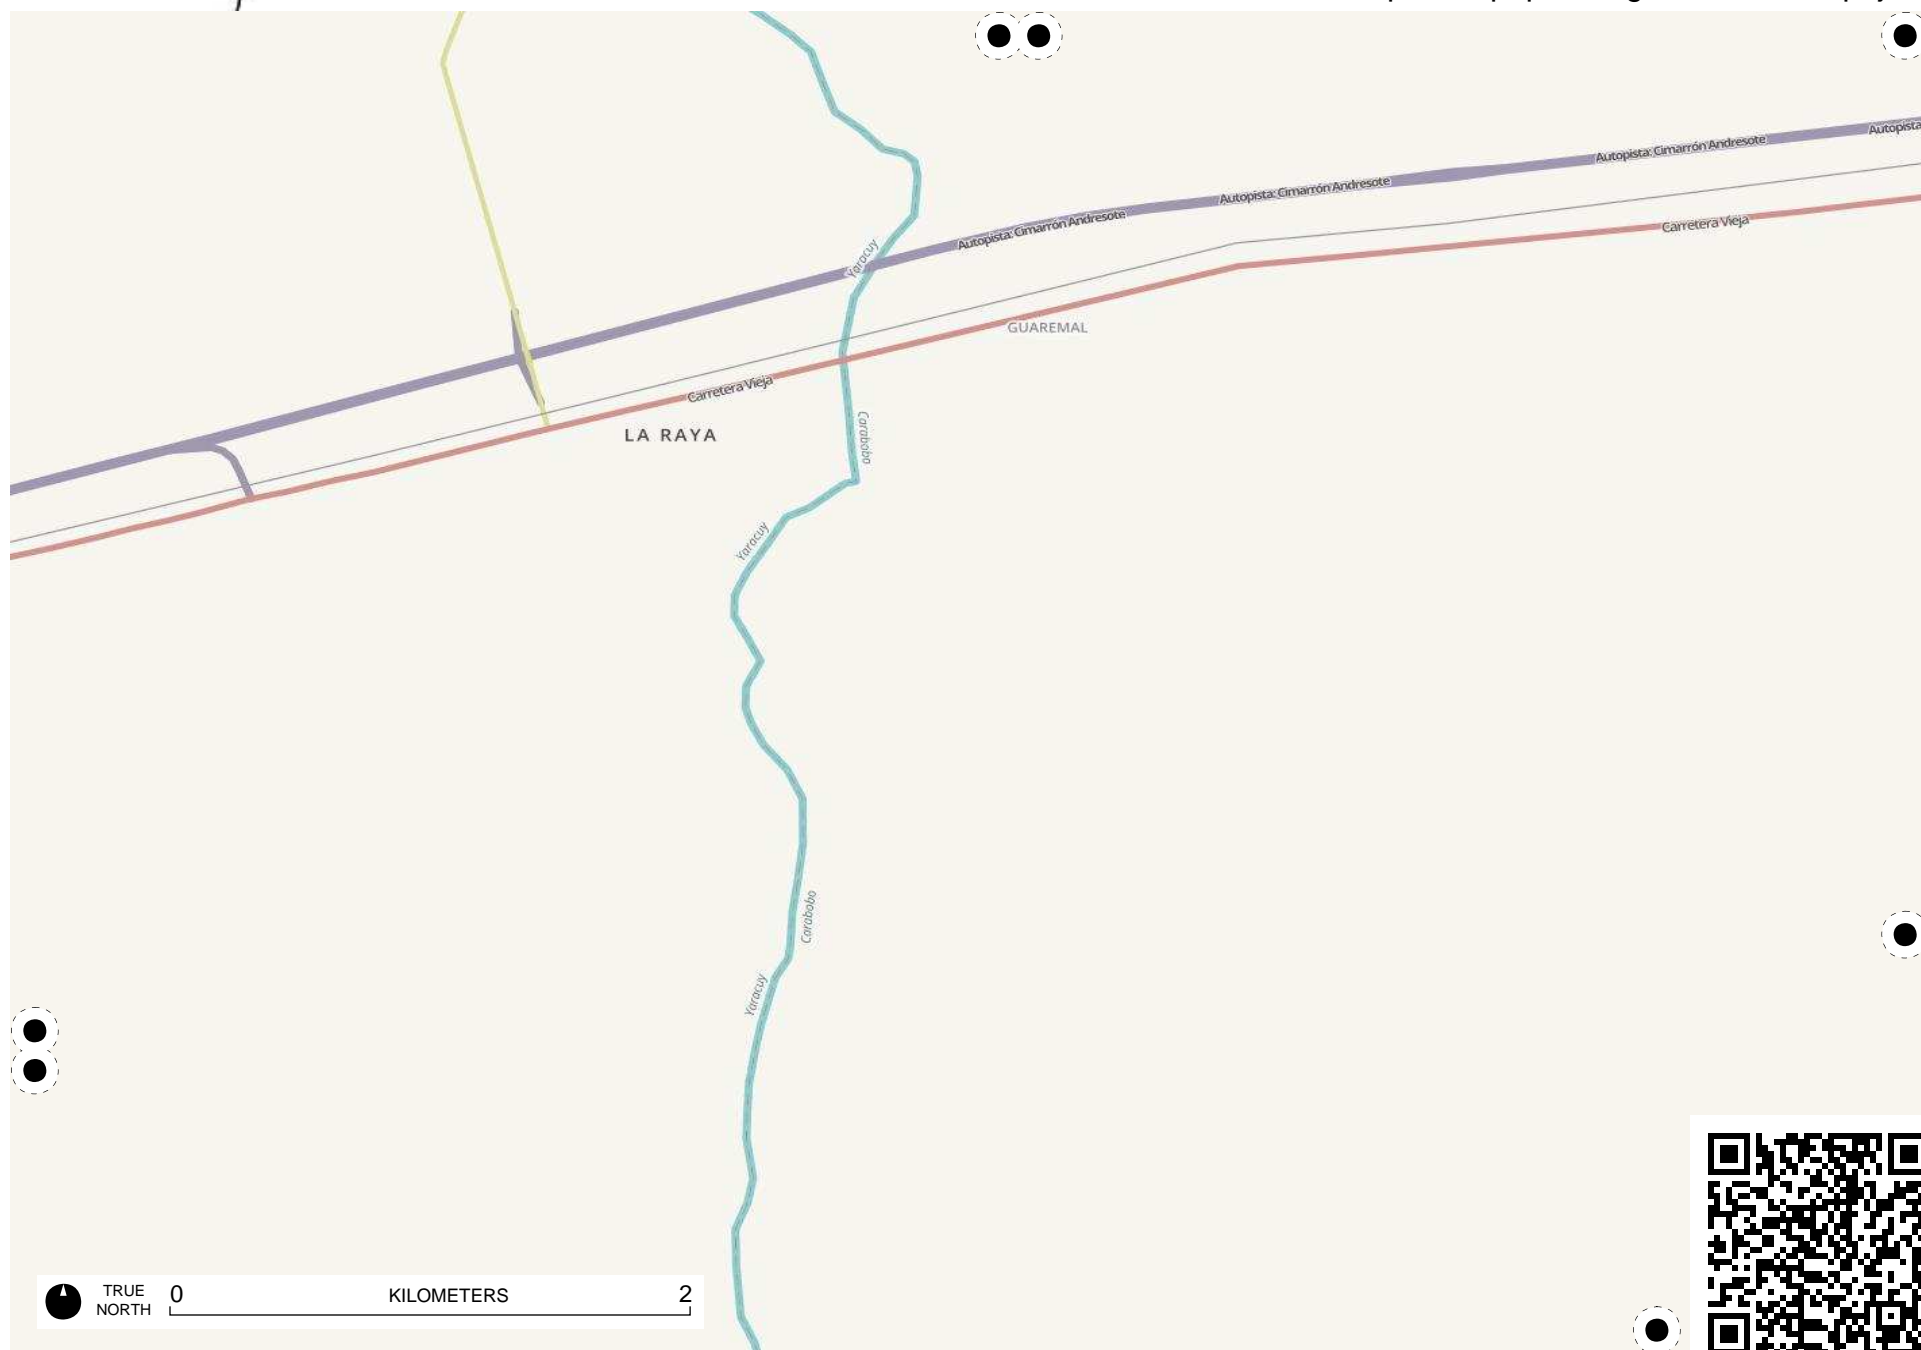 Autopista
Autopista: Cimarrón Andresote
Autopista: Cimarrón Andresote
Autopista: Cimarrón Andresote
Carretera Vieja
Yaracuy
GUAREMAL
Carretera Vieja
LA RAYA
Carabobo
Yaracuy
Carabobo
Yaracuy
TRUE
NORTH
0 KILOMETERS 2